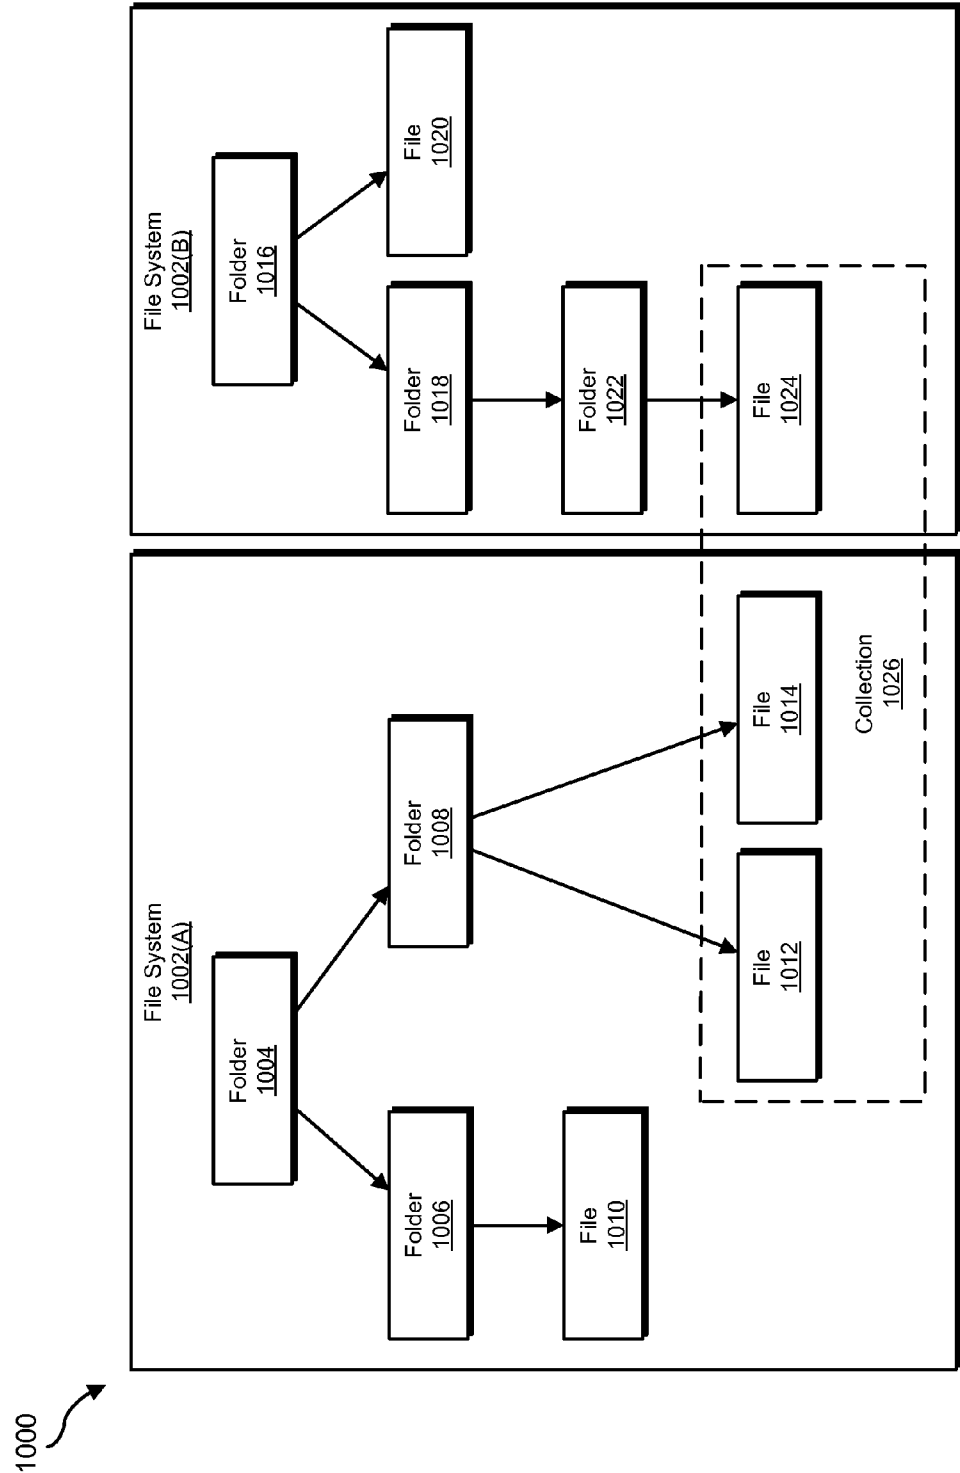 1000
File System
1002(A)
Folder
1004
Folder
1006
Folder
1008
File
1010
File
1012
File
1014
Collection
1026
File System
1002(B)
Folder
1016
Folder
1018
File
1020
Folder
1022
File
1024